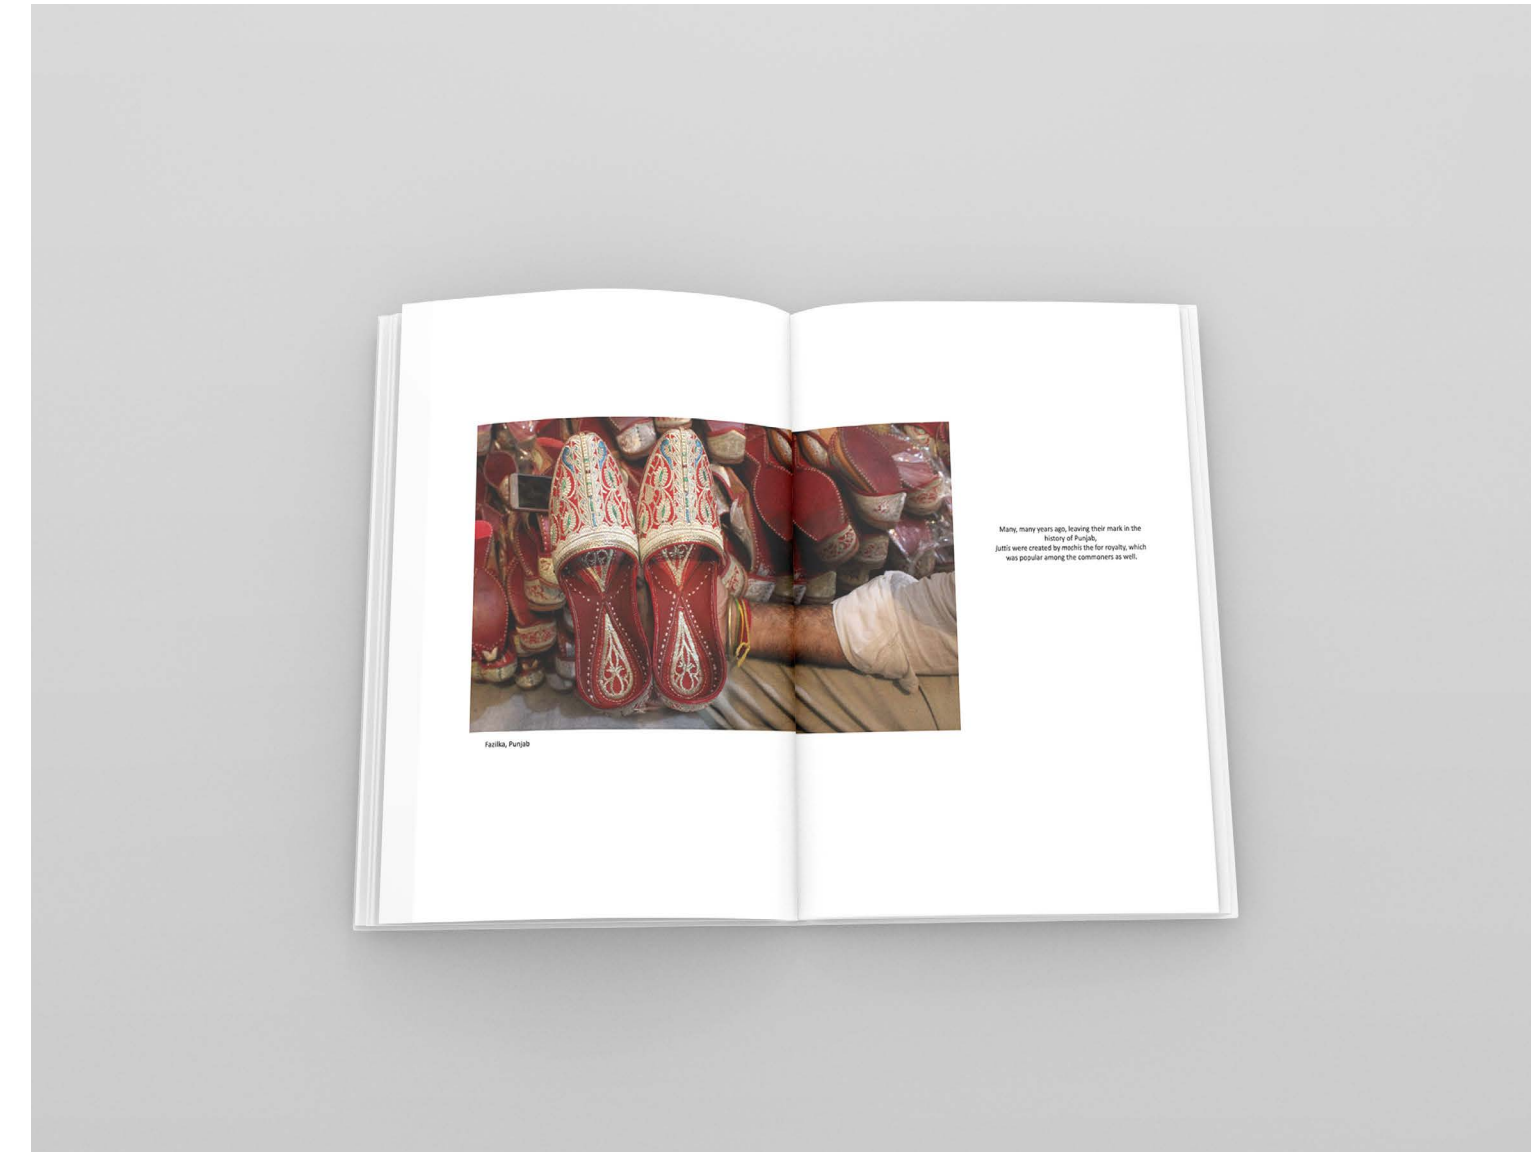 Many, many years ago, leaving their mark in the
history of Punjab,
Juttis were created by mochis the for royalty, which
was popular among the commoners as well.
Fazilka, Punjab